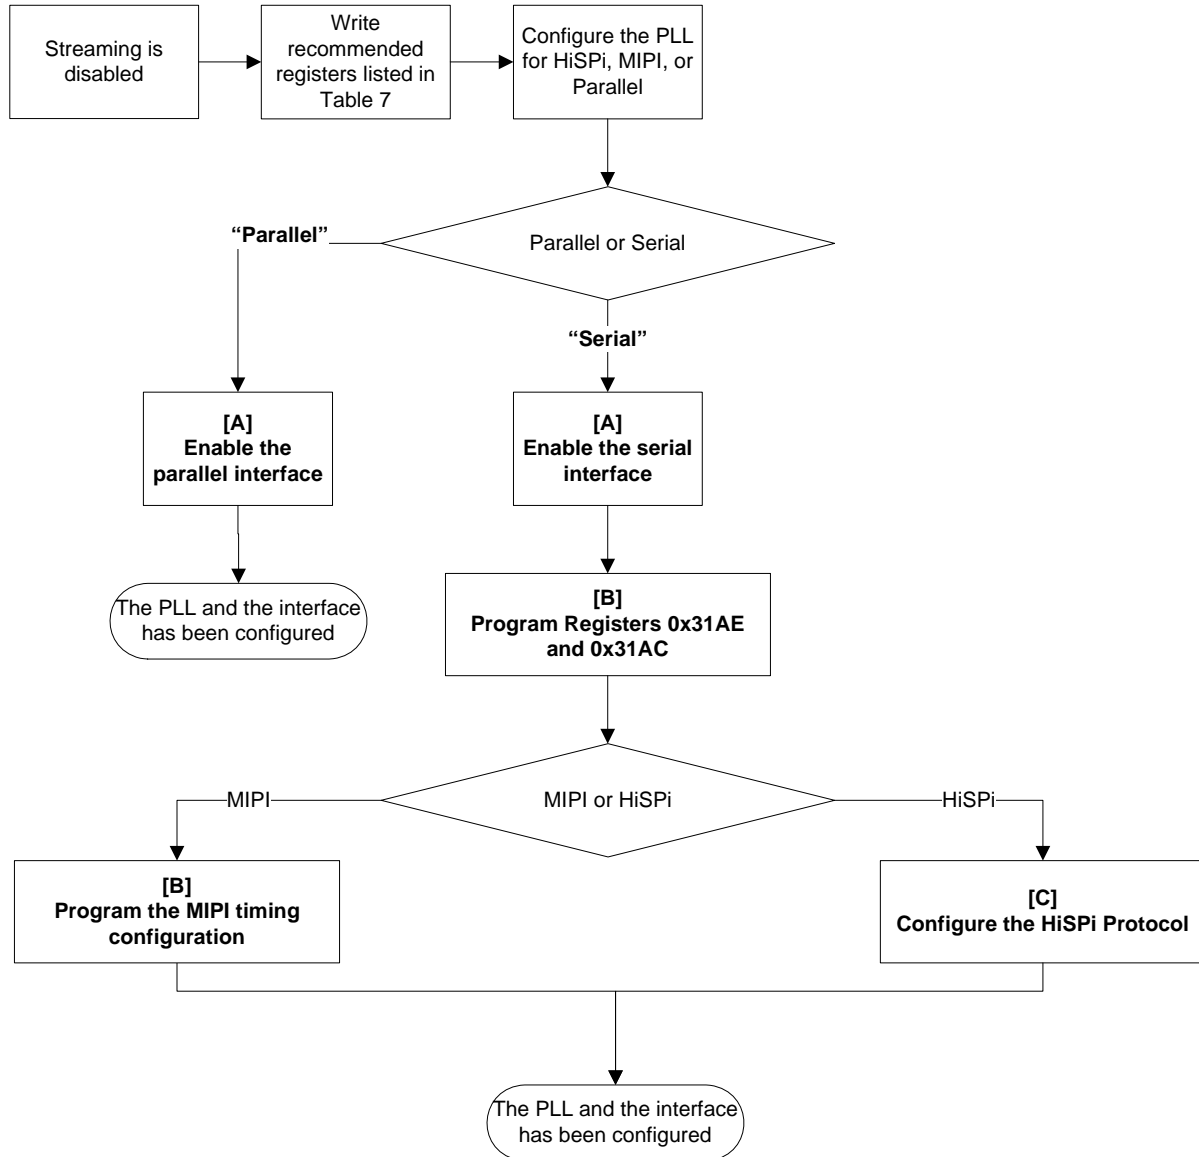 Streaming is
disabled
Write
recommended
registers listed in
Table 7
Configure the PLL
for HiSPi, MIPI, or
Parallel
Parallel or Serial
“Parallel”
“Serial”
[A]
Enable the
parallel interface
[A]
Enable the serial
interface
The PLL and the interface
has been configured
[B]
Program Registers 0x31AE
and 0x31AC
MIPI or HiSPi
MIPI
HiSPi
[B]
Program the MIPI timing
configuration
[C]
Configure the HiSPi Protocol
The PLL and the interface
has been configured